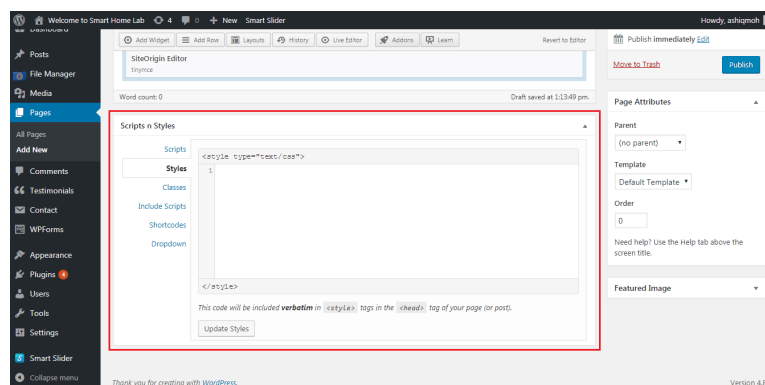 Welcome to Smart Home Lab 4 0 + New Smart Slider Howdy, ashiqmoh
Dashboard
Posts
File Manager
Media
Pages
All Pages
Add New
Comments
Testimonials
Contact
WPForms
Appearance
Plugins 4
Users
Tools
Settings
Smart Slider
Collapse menu
Add Widget Add Row Layouts History Live Editor Addons Learn Revert to Editor
SiteOrigin Editor
tinymce
Word count: 0 Draft saved at 1:13:49 pm.
Scripts n Styles
Scripts
Styles
Classes
Include Scripts
Shortcodes
Dropdown
<style type="text/css">
1
</style>
This code will be included verbatim in <style> tags in the <head> tag of your page (or post).
Update Styles
Thank you for creating with WordPress.
Publish immediately Edit
Move to Trash Publish
Page Attributes
Parent
(no parent)
Template
Default Template
Order
0
Need help? Use the Help tab above the
screen title.
Featured Image
Version 4.8